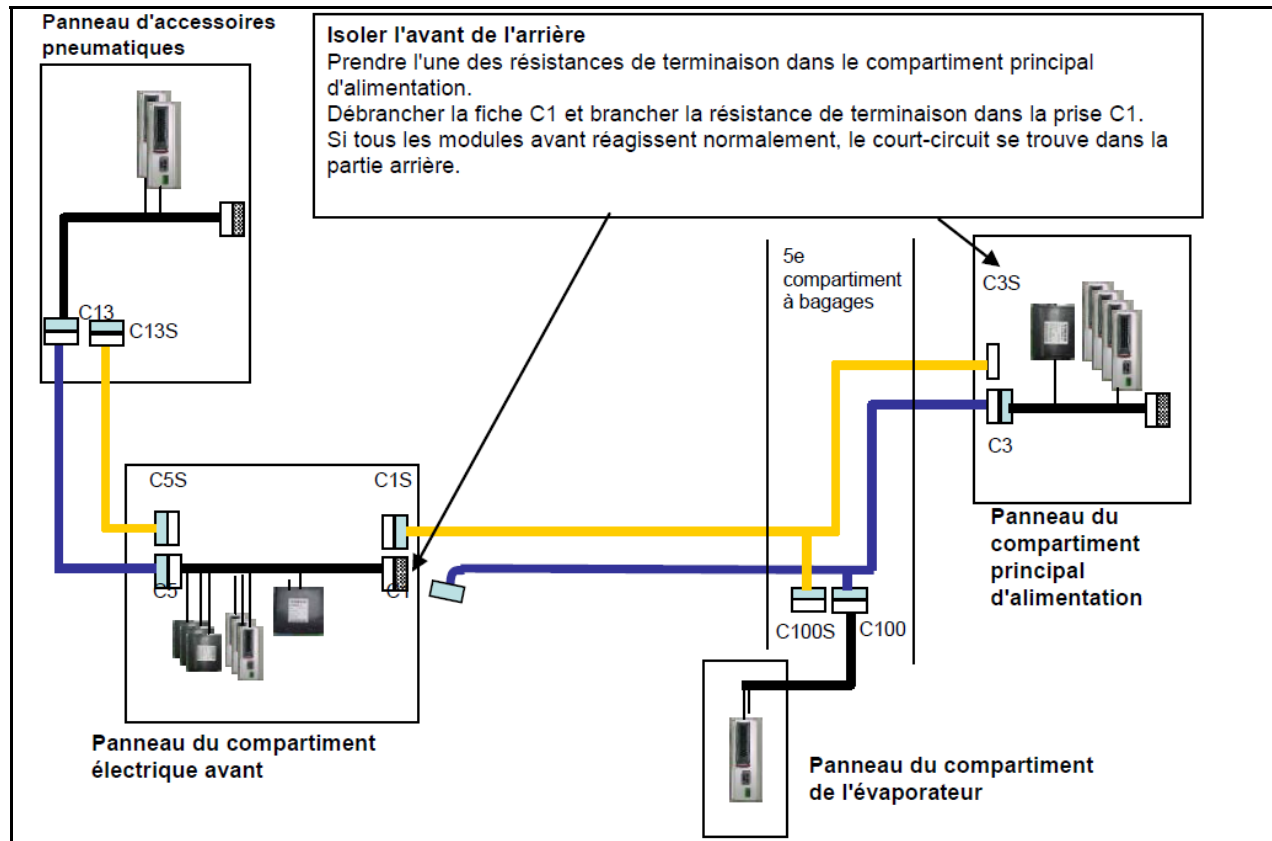 Panneau d'accessoires
pneumatiques
Isoler l'avant de l'arrière
Prendre l'une des résistances de terminaison dans le compartiment principal
d'alimentation.
Débrancher la fiche C1 et brancher la résistance de terminaison dans la prise C1.
Si tous les modules avant réagissent normalement, le court-circuit se trouve dans la
partie arrière.
5e
compartiment
à bagages
C3S
C13
C13S
C3
C5S
C1S
C5
C1
C100S
C100
Panneau du
compartiment
principal
d'alimentation
Panneau du compartiment
électrique avant
Panneau du compartiment
de l'évaporateur